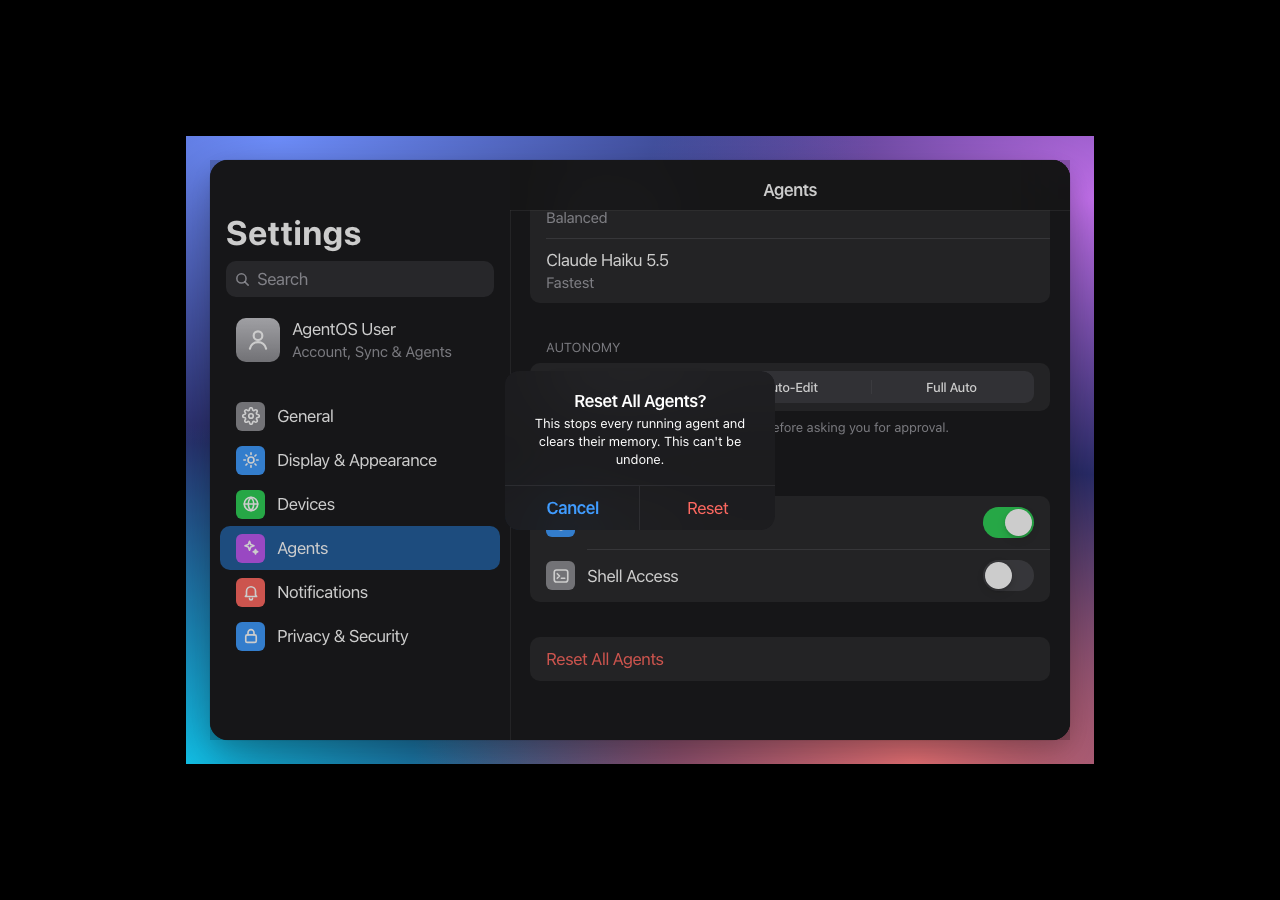 Agents
Settings
Search
AgentOS User
Account, Sync & Agents
General
Display & Appearance
Devices
Agents
Notifications
Privacy & Security
Balanced
Claude Haiku 5.5
Fastest
AUTONOMY
uto-Edit
Full Auto
efore asking you for approval.
Reset All Agents?
This stops every running agent and
clears their memory. This can't be
undone.
Cancel
Reset
Shell Access
Reset All Agents